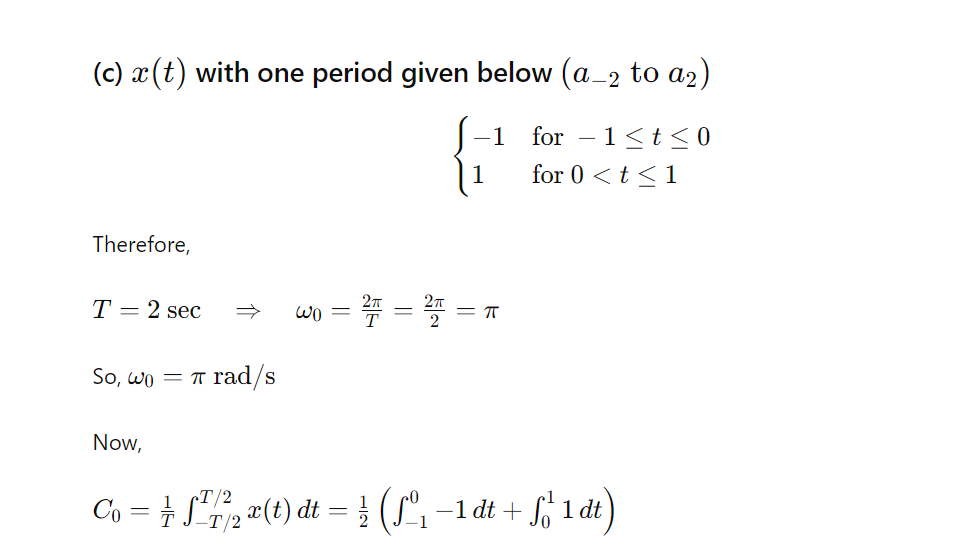 (c) x(t) with one period given below (a₋₂ to a₂)
{ −1 for − 1 ≤ t ≤ 0
1 for 0 < t ≤ 1
Therefore,
T = 2 sec ⇒ ω₀ = 2π/T = 2π/2 = π
So, ω₀ = π rad/s
Now,
C₀ = 1/T ∫_{−T/2}^{T/2} x(t) dt = 1/2 (∫_{−1}^{0} −1 dt + ∫_{0}^{1} 1 dt)